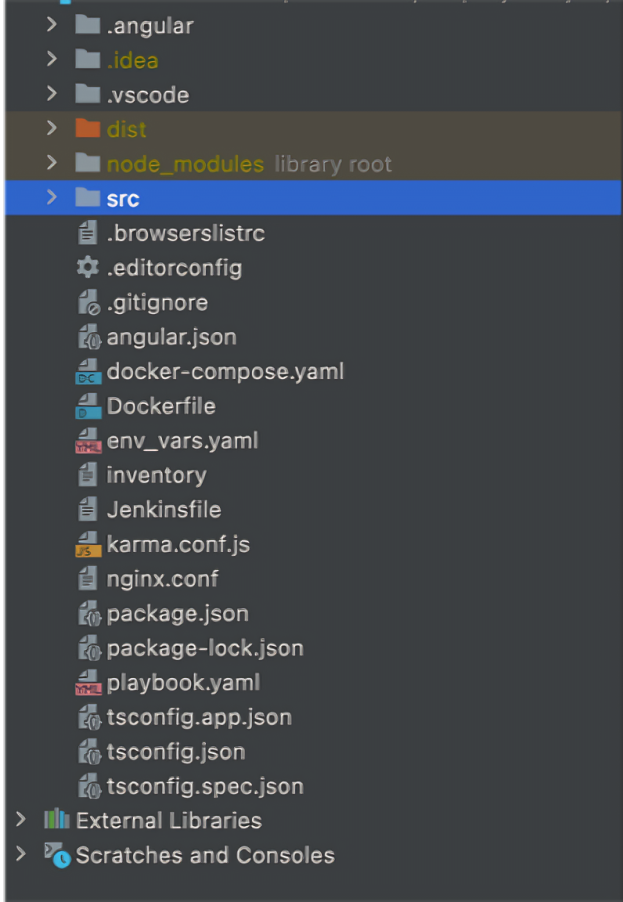 .angular
.idea
.vscode
dist
node_modules library root
src
.browserslistrc
.editorconfig
.gitignore
angular.json
docker-compose.yaml
Dockerfile
env_vars.yaml
inventory
Jenkinsfile
karma.conf.js
nginx.conf
package.json
package-lock.json
playbook.yaml
tsconfig.app.json
tsconfig.json
tsconfig.spec.json
External Libraries
Scratches and Consoles